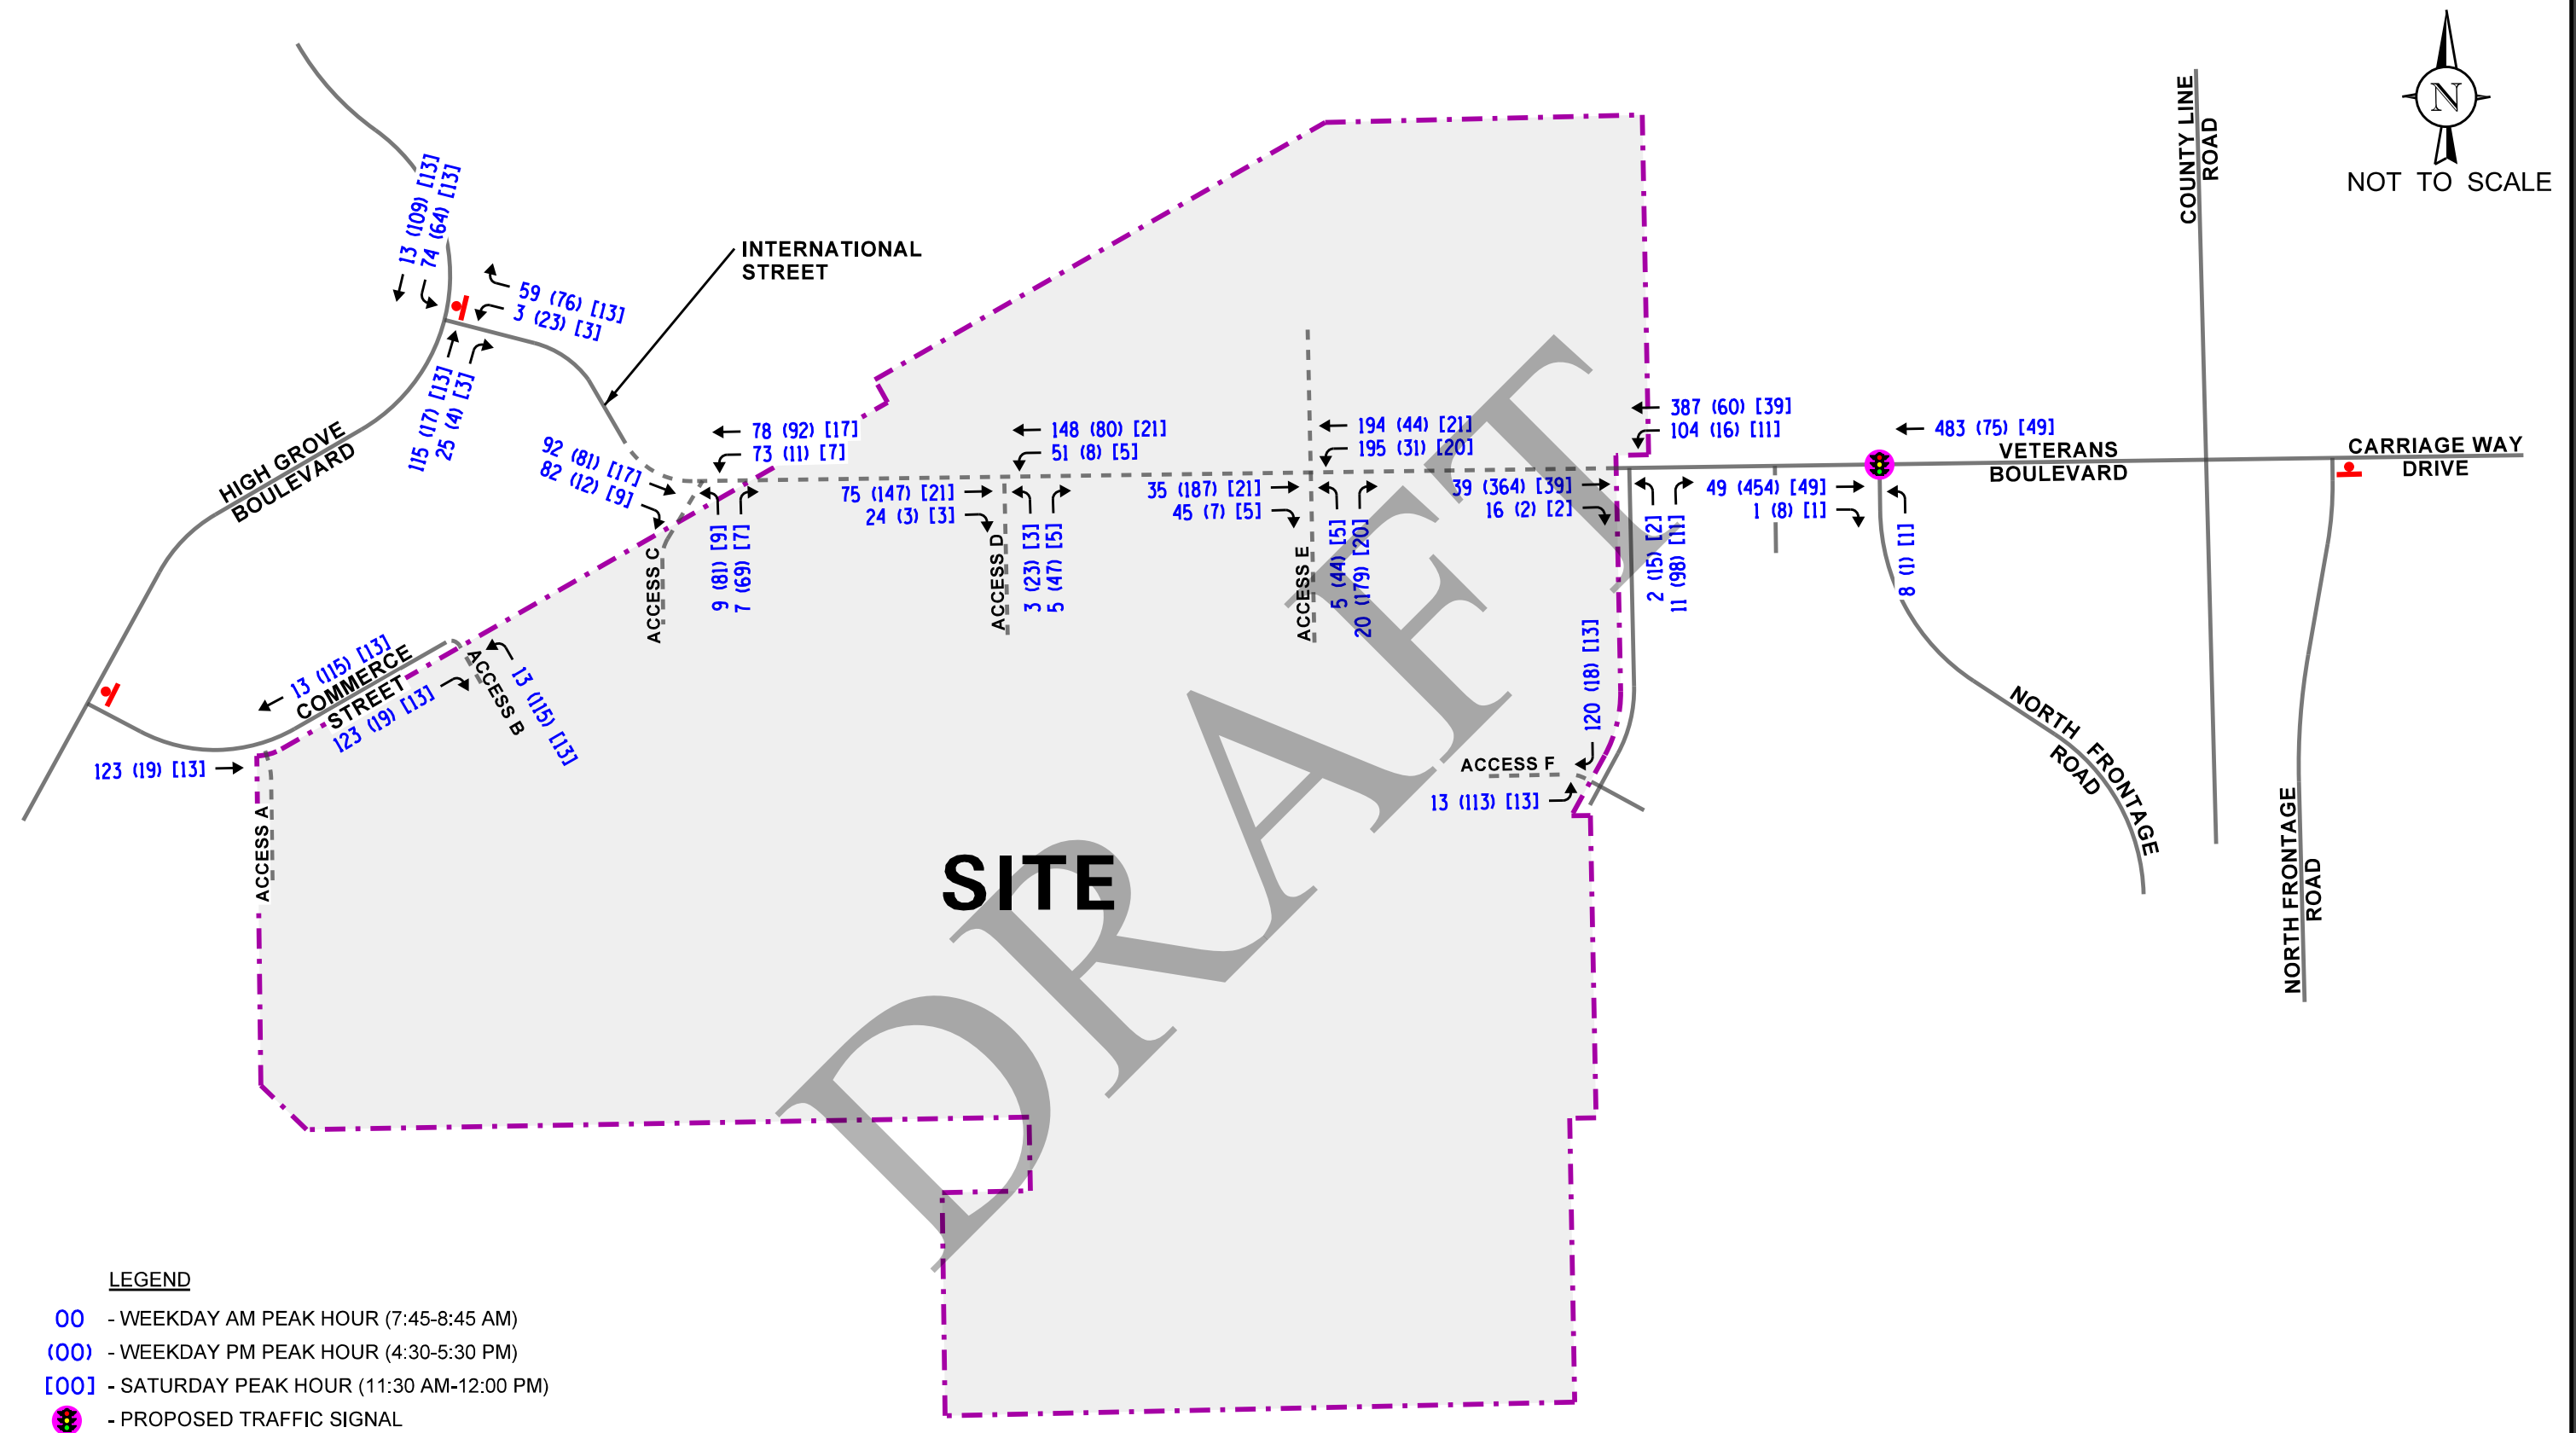 N
NOT TO SCALE
COUNTY LINE
ROAD
13 (109) [13]
74 (64) [13]
INTERNATIONAL
STREET
59 (76) [13]
3 (23) [3]
115 (17) [13]
25 (4) [3]
HIGH GROVE
BOULEVARD
92 (81) [17]
82 (12) [9]
78 (92) [17]
73 (11) [7]
148 (80) [21]
51 (8) [5]
194 (44) [21]
195 (31) [20]
387 (60) [39]
104 (16) [11]
483 (75) [49]
VETERANS
BOULEVARD
CARRIAGE WAY
DRIVE
75 (147) [21]
24 (3) [3]
35 (187) [21]
45 (7) [5]
39 (364) [39]
16 (2) [2]
49 (454) [49]
1 (8) [1]
ACCESS C
9 (81) [9]
7 (69) [7]
ACCESS D
3 (23) [3]
5 (47) [5]
ACCESS E
5 (44) [5]
20 (179) [20]
2 (15) [2]
11 (98) [11]
8 (1) [1]
120 (18) [13]
13 (115) [13]
COMMERCE
STREET
123 (19) [13]
ACCESS B
13 (115) [13]
123 (19) [13]
ACCESS A
ACCESS F
13 (113) [13]
NORTH FRONTAGE
ROAD
NORTH FRONTAGE
ROAD
SITE
DRAFT
LEGEND
00 - WEEKDAY AM PEAK HOUR (7:45-8:45 AM)
(00) - WEEKDAY PM PEAK HOUR (4:30-5:30 PM)
[00] - SATURDAY PEAK HOUR (11:30 AM-12:00 PM)
- PROPOSED TRAFFIC SIGNAL